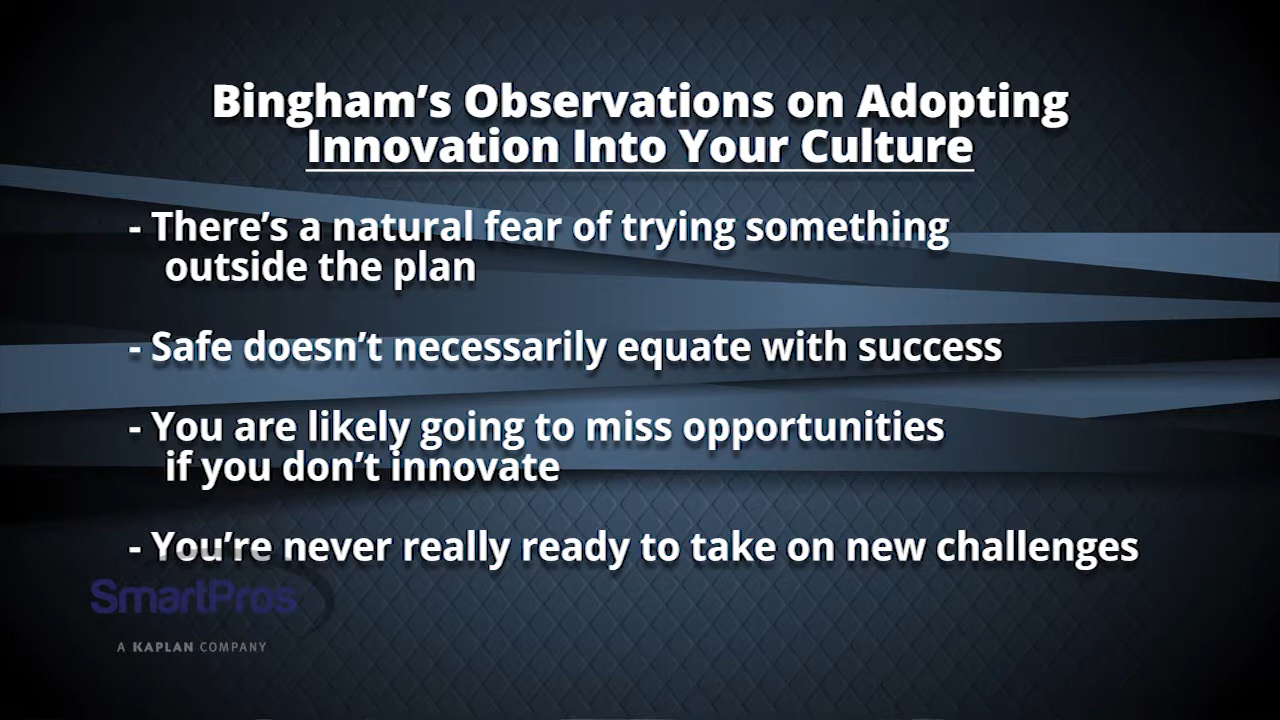 Bingham’s Observations on Adopting
Innovation Into Your Culture
- There’s a natural fear of trying something
outside the plan
- Safe doesn’t necessarily equate with success
- You are likely going to miss opportunities
if you don’t innovate
- You’re never really ready to take on new challenges
SmartPros
A KAPLAN COMPANY